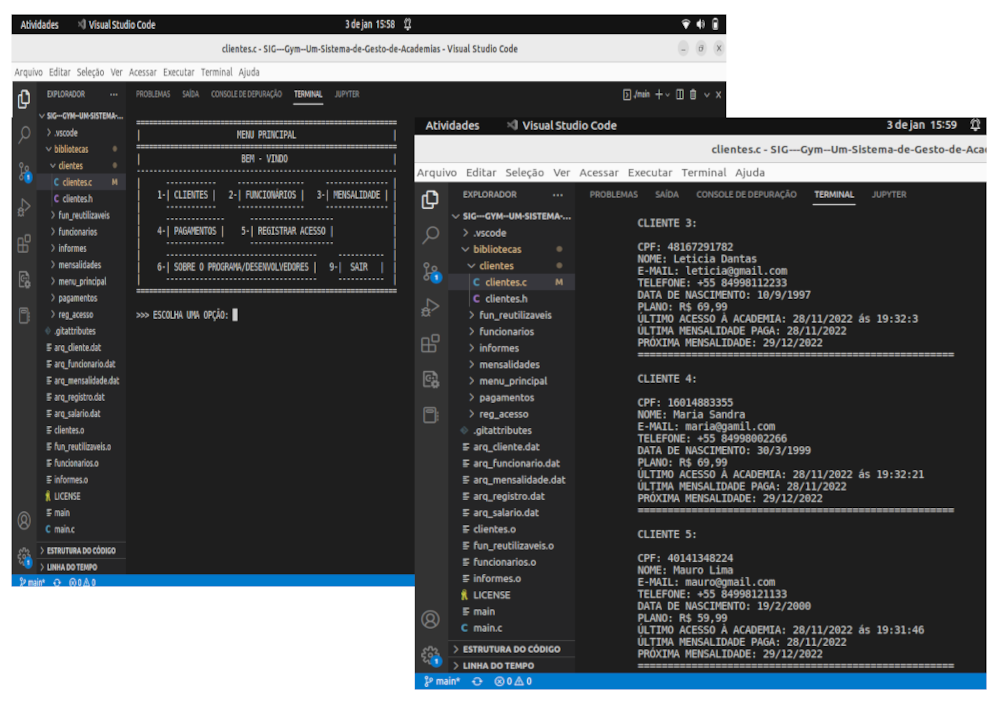 Atividades Visual Studio Code 3 de jan 15:58
clientes.c - SIG---Gym--Um-Sistema-de-Gesto-de-Academias - Visual Studio Code
Arquivo Editar Seleção Ver Acessar Executar Terminal Ajuda
EXPLORADOR ... PROBLEMAS SAÍDA CONSOLE DE DEPURAÇÃO TERMINAL JUPYTER ./main
SIG---GYM--UM-SISTEMA-...
.vscode
bibliotecas
clientes
C clientes.c M
C clientes.h
fun_reutilizaveis
funcionarios
informes
mensalidades
menu_principal
pagamentos
reg_acesso
.gitattributes
arq_cliente.dat
arq_funcionario.dat
arq_mensalidade.dat
arq_registro.dat
arq_salario.dat
clientes.o
fun_reutilizaveis.o
funcionarios.o
informes.o
LICENSE
main
C main.c
ESTRUTURA DO CÓDIGO
LINHA DO TEMPO
1
1
main* 0 0
MENU PRINCIPAL
BEM - VINDO
1-| CLIENTES | 2-| FUNCIONÁRIOS | 3-| MENSALIDADE |
4-| PAGAMENTOS | 5-| REGISTRAR ACESSO |
6-| SOBRE O PROGRAMA/DESENVOLVEDORES | 9-| SAIR |
>>> ESCOLHA UMA OPÇÃO:
Atividades Visual Studio Code 3 de jan 15:59
clientes.c - SIG---Gym--Um-Sistema-de-Gesto-de-Aca
Arquivo Editar Seleção Ver Acessar Executar Terminal Ajuda
EXPLORADOR ... PROBLEMAS SAÍDA CONSOLE DE DEPURAÇÃO TERMINAL JUPYTER
SIG---GYM--UM-SISTEMA-...
.vscode
bibliotecas
clientes
C clientes.c M
C clientes.h
fun_reutilizaveis
funcionarios
informes
mensalidades
menu_principal
pagamentos
reg_acesso
.gitattributes
arq_cliente.dat
arq_funcionario.dat
arq_mensalidade.dat
arq_registro.dat
arq_salario.dat
clientes.o
fun_reutilizaveis.o
funcionarios.o
informes.o
LICENSE
main
C main.c
ESTRUTURA DO CÓDIGO
LINHA DO TEMPO
1
1
main* 0 0
CLIENTE 3:
CPF: 48167291782
NOME: Leticia Dantas
E-MAIL: leticia@gmail.com
TELEFONE: +55 84998112233
DATA DE NASCIMENTO: 10/9/1997
PLANO: R$ 69,99
ÚLTIMO ACESSO À ACADEMIA: 28/11/2022 ás 19:32:3
ÚLTIMA MENSALIDADE PAGA: 28/11/2022
PRÓXIMA MENSALIDADE: 29/12/2022
CLIENTE 4:
CPF: 16014883355
NOME: Maria Sandra
E-MAIL: maria@gamil.com
TELEFONE: +55 84998002266
DATA DE NASCIMENTO: 30/3/1999
PLANO: R$ 69,99
ÚLTIMO ACESSO À ACADEMIA: 28/11/2022 ás 19:32:21
ÚLTIMA MENSALIDADE PAGA: 28/11/2022
PRÓXIMA MENSALIDADE: 29/12/2022
CLIENTE 5:
CPF: 40141348224
NOME: Mauro Lima
E-MAIL: mauro@gmail.com
TELEFONE: +55 84998121133
DATA DE NASCIMENTO: 19/2/2000
PLANO: R$ 59,99
ÚLTIMO ACESSO À ACADEMIA: 28/11/2022 ás 19:31:46
ÚLTIMA MENSALIDADE PAGA: 28/11/2022
PRÓXIMA MENSALIDADE: 29/12/2022